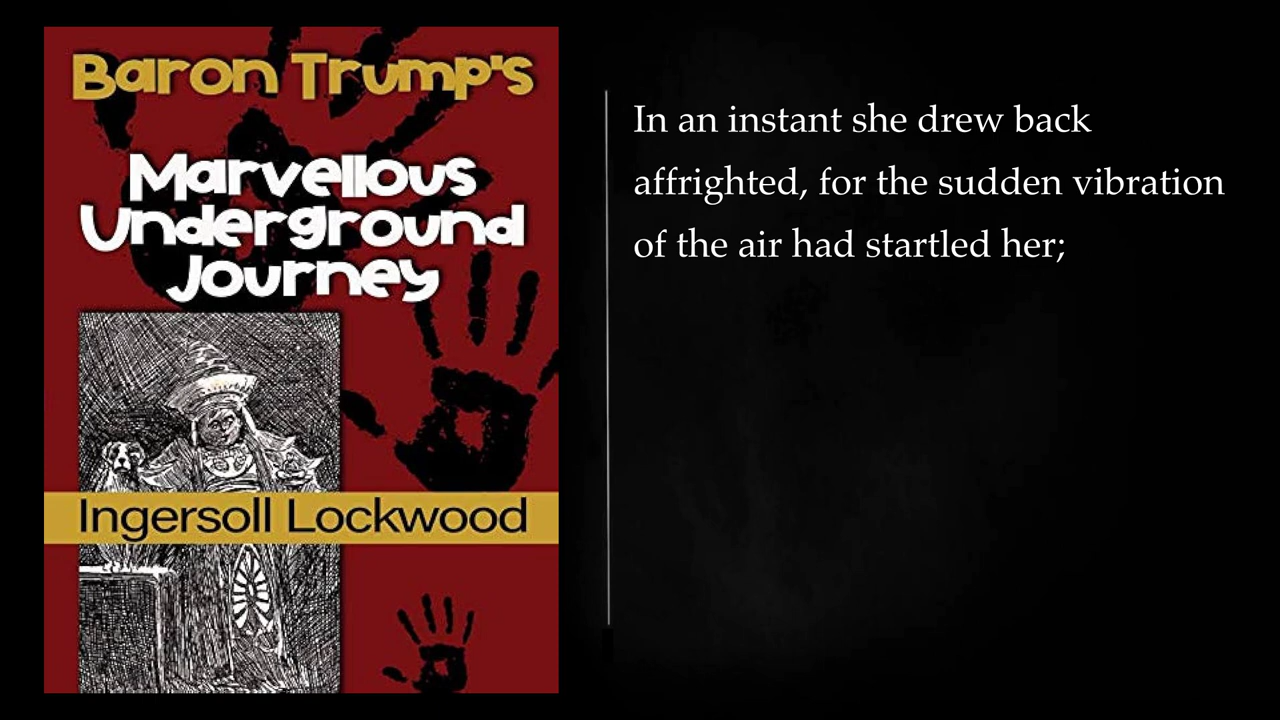 Baron Trump's
Marvellous
Underground
Journey
Ingersoll Lockwood
In an instant she drew back
affrighted, for the sudden vibration
of the air had startled her;